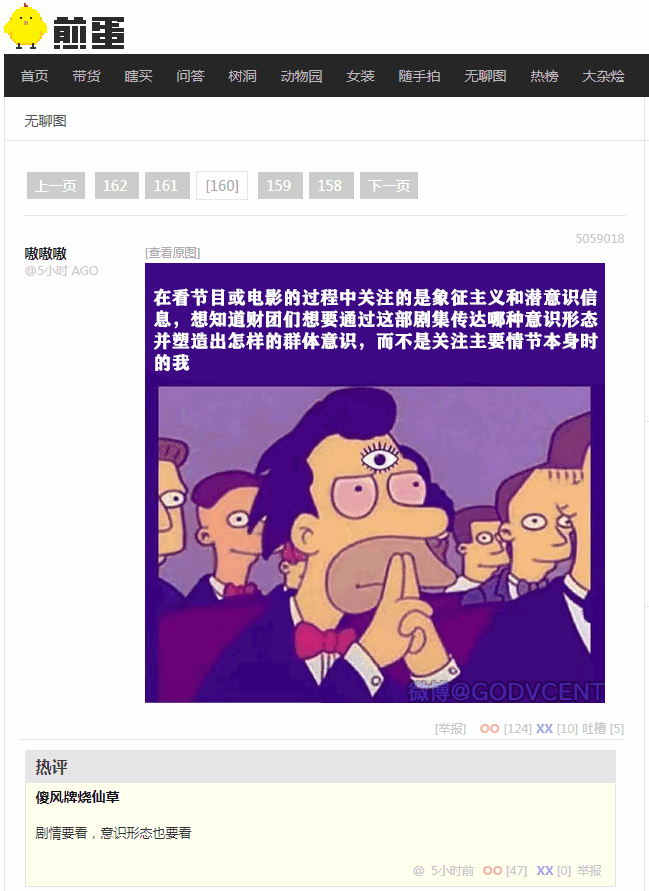 煎蛋
首页 带货 瞎买 问答 树洞 动物园 女装 随手拍 无聊图 热榜 大杂烩
无聊图
上一页 162 161 [160] 159 158 下一页
5059018
嗷嗷嗷
@5小时 AGO
[查看原图]
在看节目或电影的过程中关注的是象征主义和潜意识信
息，想知道财团们想要通过这部剧集传达哪种意识形态
并塑造出怎样的群体意识，而不是关注主要情节本身时
的我
微博@GODVCENT
[举报] OO [124] XX [10] 吐槽 [5]
热评
傻风牌烧仙草
剧情要看，意识形态也要看
@ 5小时前 OO [47] XX [0] 举报